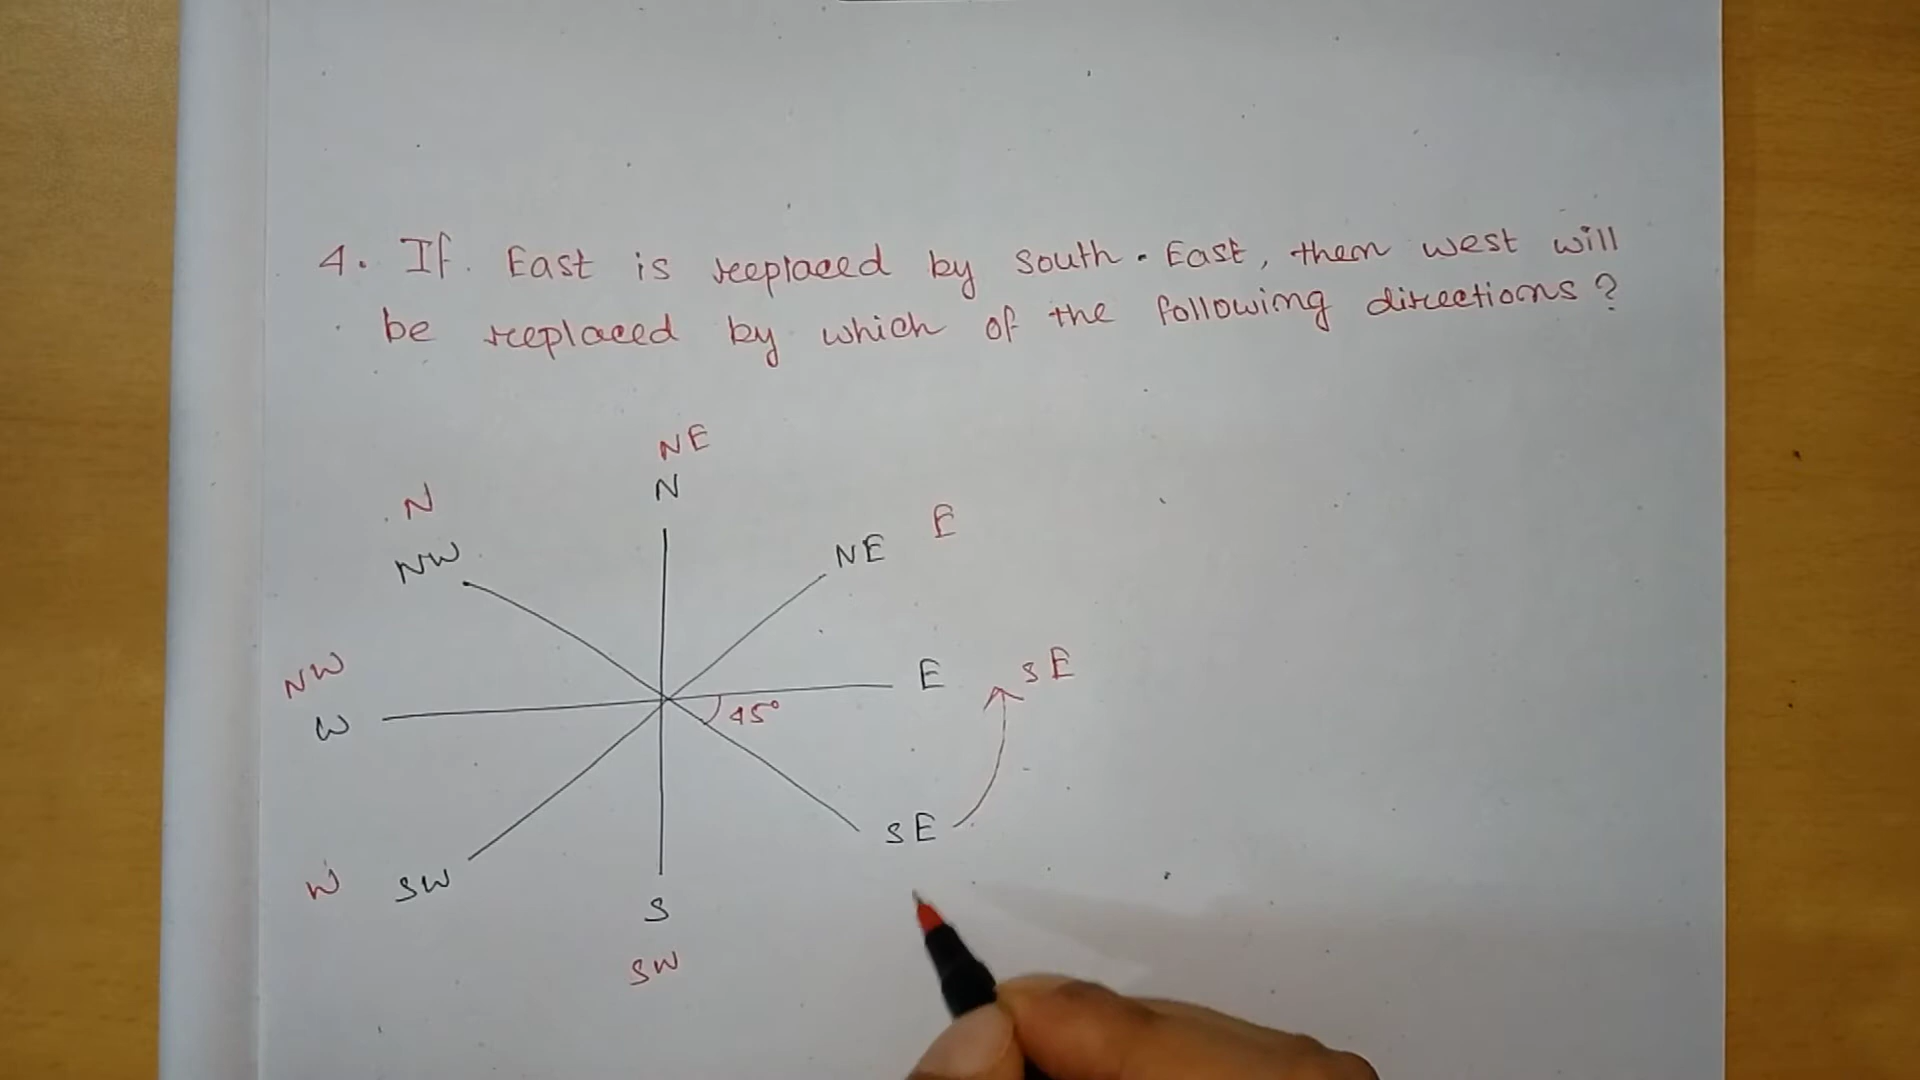 4. If. East is replaced by South-East, then west will
be replaced by which of the following directions?
NE
N
N
E
NW
NE
NW
E
SE
W
45°
SE
W
SW
S
SW